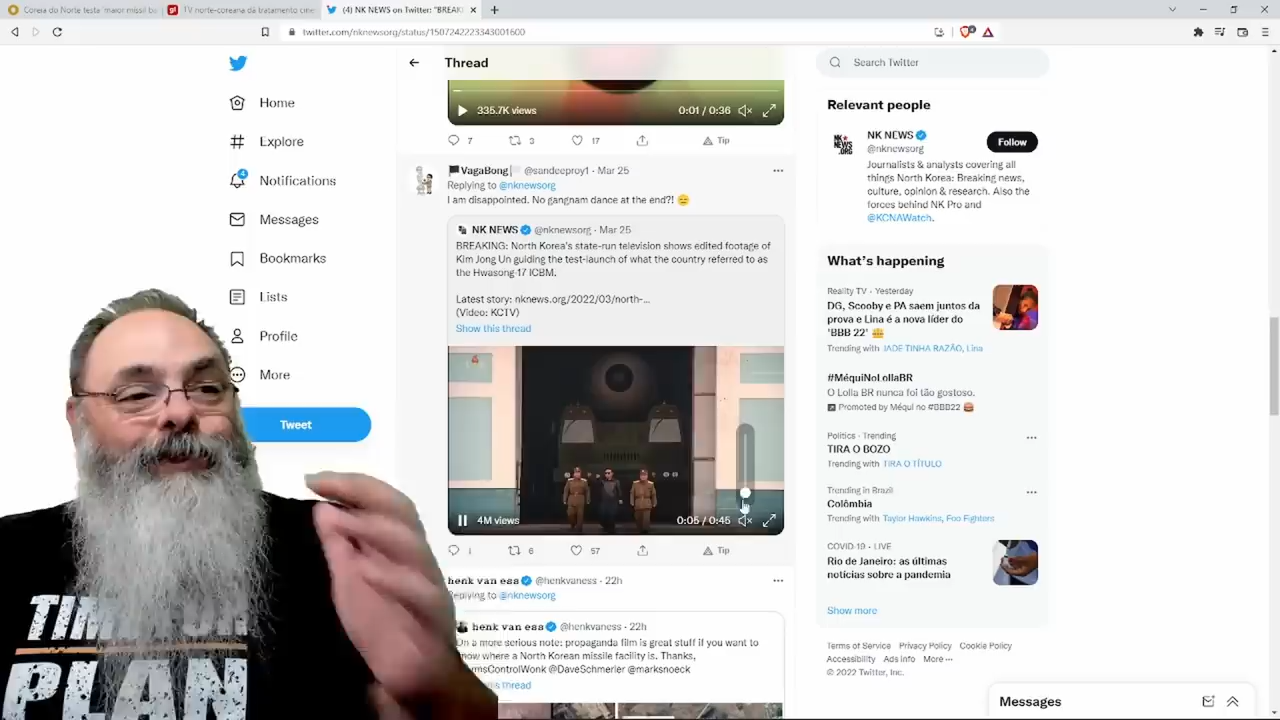 Coreia do Norte testa 'maior míssil ba
TV norte-coreana dá tratamento cine
(4) NK NEWS on Twitter: "BREAK
twitter.com/nknewsorg/status/1507242223343001600
Home
Explore
4
Notifications
Messages
Bookmarks
Lists
Profile
More
Tweet
Thread
335.7K views
0:01 / 0:36
7
3
17
Tip
VagaBong @sandeeproy1 · Mar 25
Replying to @nknewsorg
I am disappointed. No gangnam dance at the end?!
NK NEWS @nknewsorg · Mar 25
BREAKING: North Korea's state-run television shows edited footage of
Kim Jong Un guiding the test-launch of what the country referred to as
the Hwasong-17 ICBM.
Latest story: nknews.org/2022/03/north-…
(Video: KCTV)
Show this thread
4M views
0:05 / 0:45
1
6
57
Tip
henk van ess @henkvaness · 22h
Replying to @nknewsorg
henk van ess @henkvaness · 22h
On a more serious note: propaganda film is great stuff if you want to
know where a North Korean missile facility is. Thanks,
@DaveSchmerler @marksnoeck
thread
Search Twitter
Relevant people
NK NEWS.ORG
NK NEWS
@nknewsorg
Follow
Journalists & analysts covering all
things North Korea: Breaking news,
culture, opinion & research. Also the
forces behind NK Pro and
@KCNAWatch.
What's happening
Reality TV · Yesterday
DG, Scooby e PA saem juntos da
prova e Lina é a nova líder do
'BBB 22'
Trending with JADE TINHA RAZÃO, Lina
#MéquiNoLollaBR
O Lolla BR nunca foi tão gostoso.
Promoted by Méqui no #BBB22
Politics · Trending
TIRA O BOZO
Trending with TIRA O TÍTULO
Trending in Brazil
Colômbia
Trending with Taylor Hawkins, Foo Fighters
COVID-19 · LIVE
Rio de Janeiro: as últimas
notícias sobre a pandemia
Show more
Terms of Service Privacy Policy Cookie Policy
Accessibility Ads info More ···
© 2022 Twitter, Inc.
Messages
PLAN